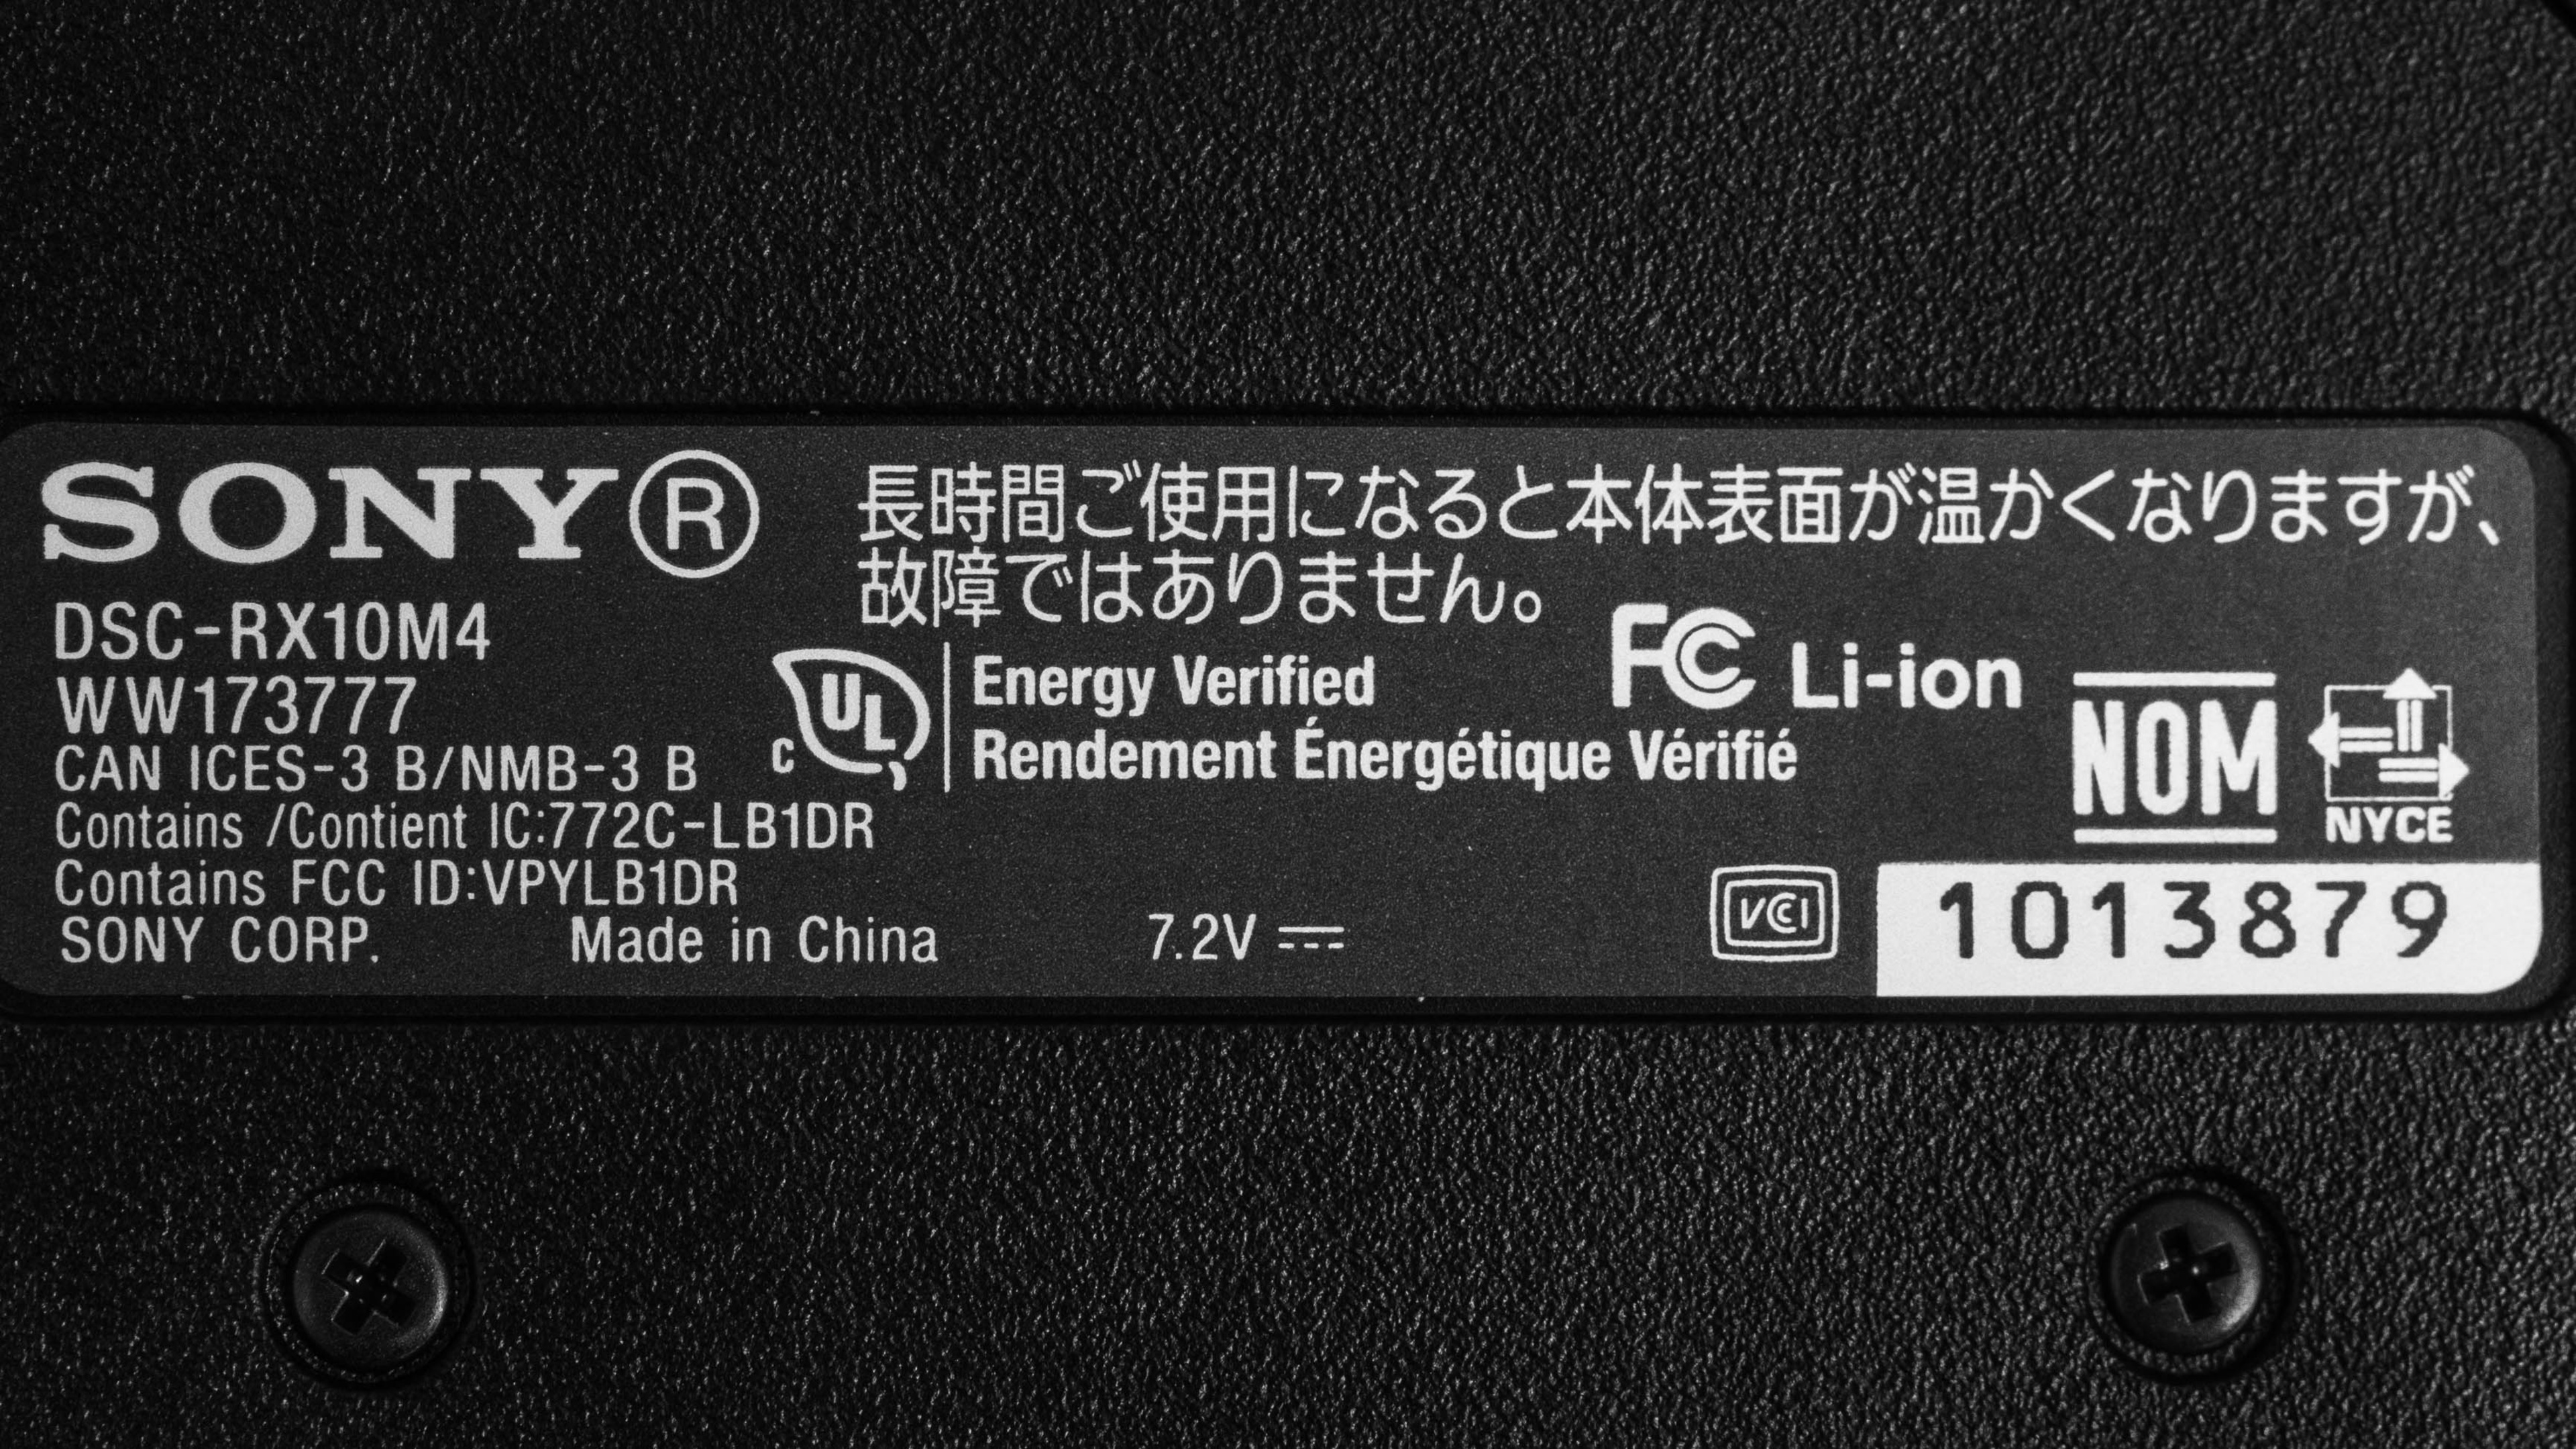 SONY®
長時間ご使用になると本体表面が温かくなりますが、
故障ではありません。
DSC-RX10M4
WW173777
CAN ICES-3 B/NMB-3 B
Contains /Contient IC:772C-LB1DR
Contains FCC ID:VPYLB1DR
SONY CORP. Made in China 7.2V ⎓
C UL Energy Verified
Rendement Énergétique Vérifié
FC Li-ion
NOM NYCE
VCI 1013879